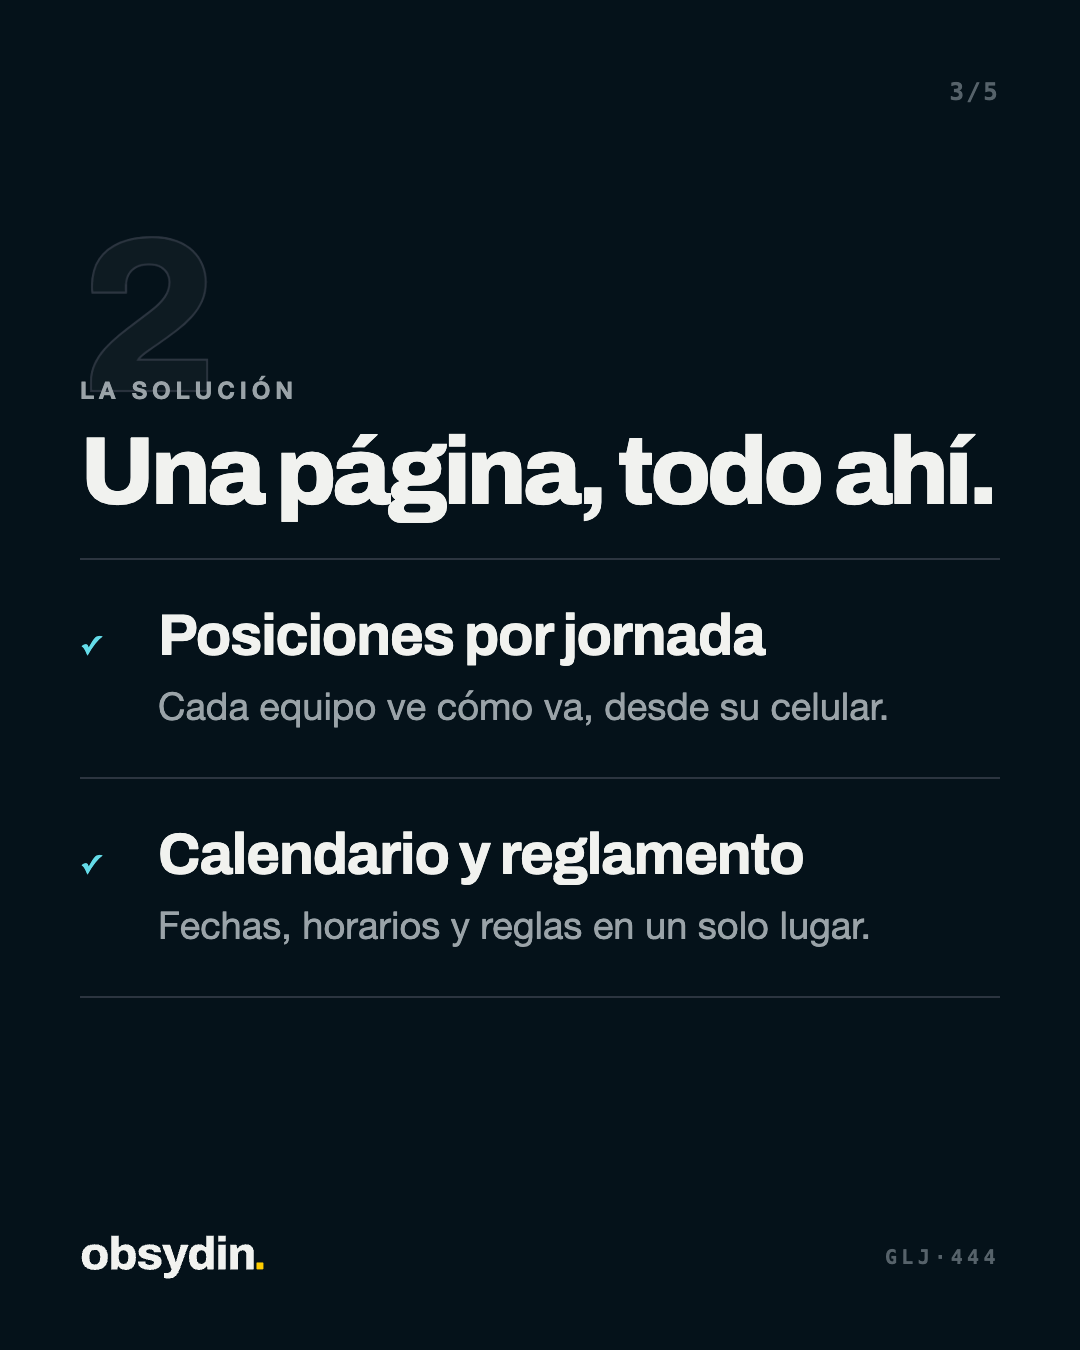 3/5
2
LA SOLUCIÓN
Una página, todo ahí.
✓ Posiciones por jornada
Cada equipo ve cómo va, desde su celular.
✓ Calendario y reglamento
Fechas, horarios y reglas en un solo lugar.
obsydin.
GLJ·444